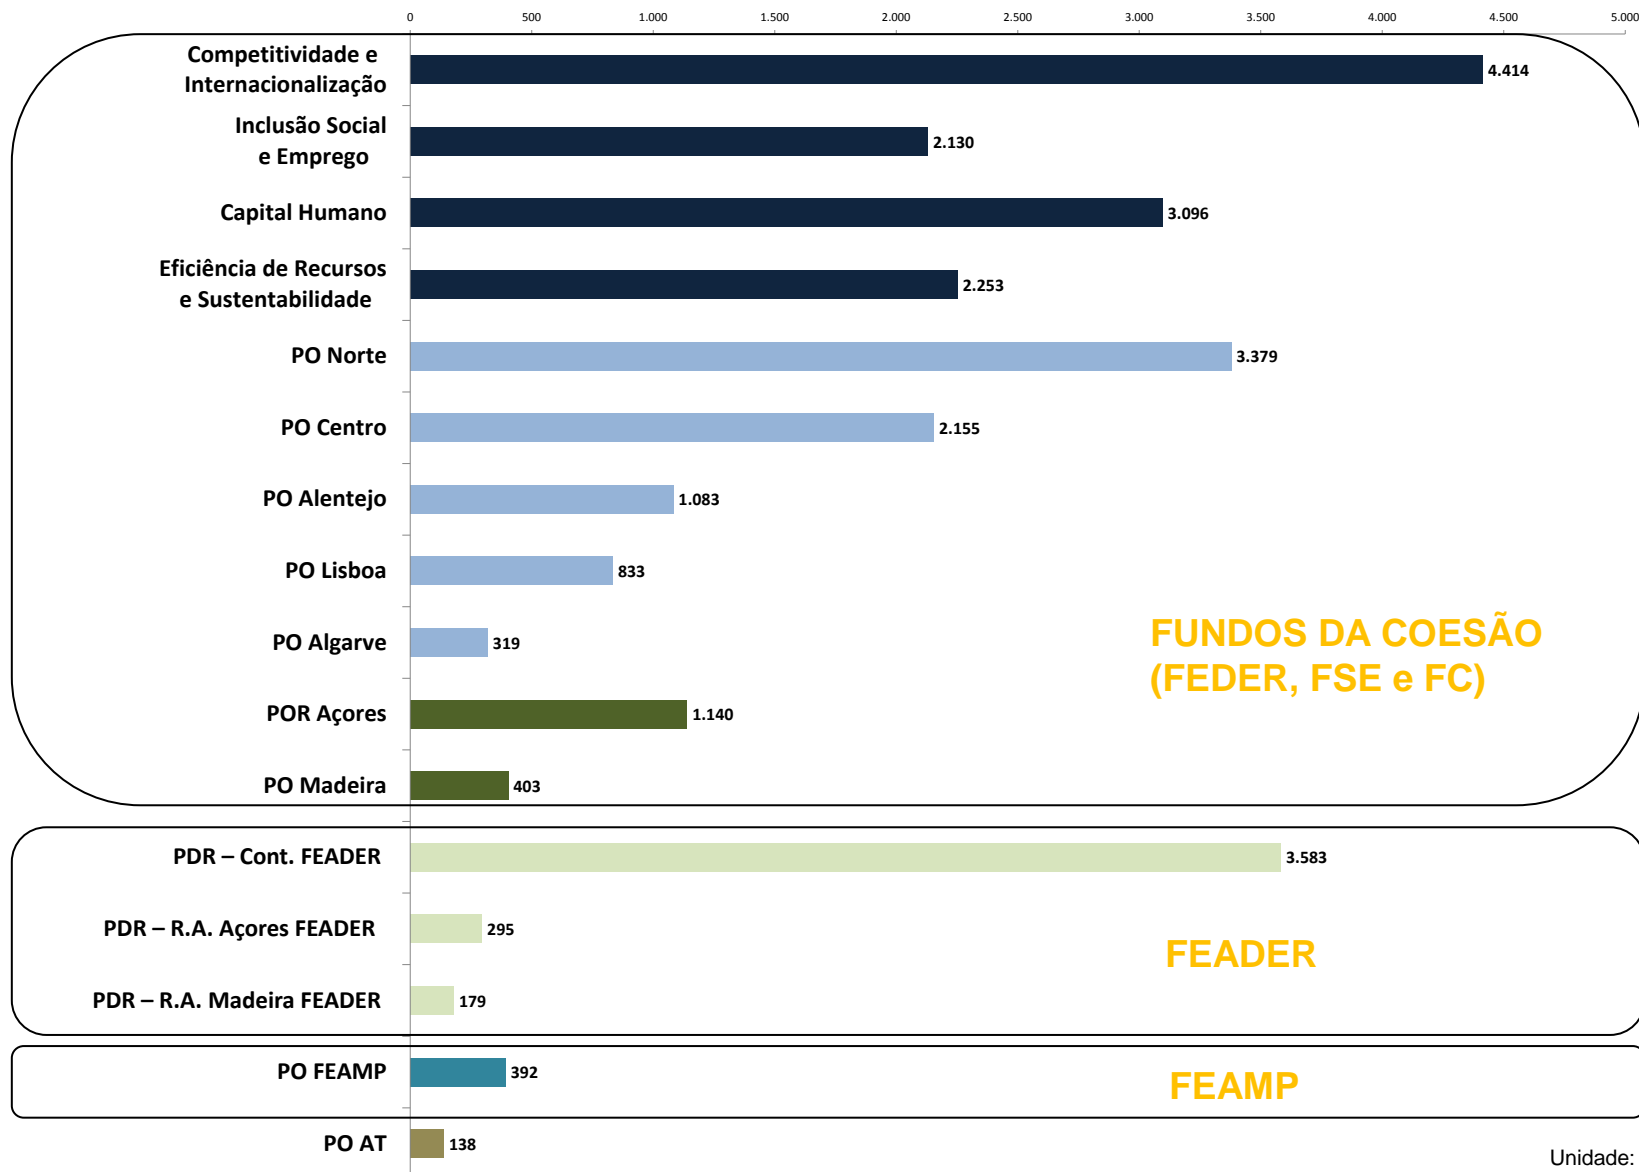 0 500 1.000 1.500 2.000 2.500 3.000 3.500 4.000 4.500 5.000
Competitividade e
Internacionalização
4.414
Inclusão Social
e Emprego
2.130
Capital Humano
3.096
Eficiência de Recursos
e Sustentabilidade
2.253
PO Norte
3.379
PO Centro
2.155
PO Alentejo
1.083
PO Lisboa
833
PO Algarve
319
FUNDOS DA COESÃO
(FEDER, FSE e FC)
POR Açores
1.140
PO Madeira
403
PDR – Cont. FEADER
3.583
PDR – R.A. Açores FEADER
295
FEADER
PDR – R.A. Madeira FEADER
179
PO FEAMP
392
FEAMP
PO AT
138
Unidade: